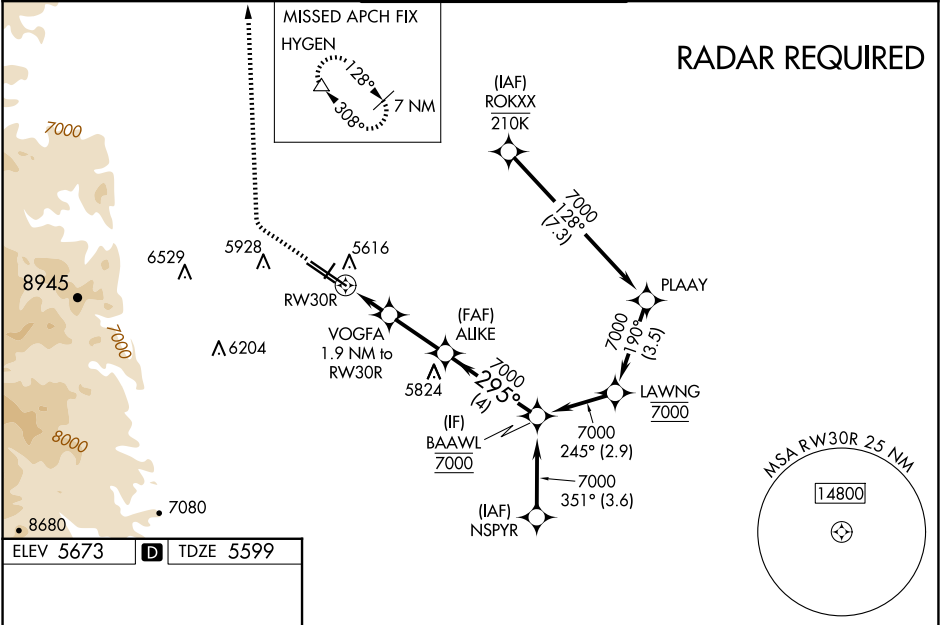 MISSED APCH FIX
HYGEN
128°
308°
7 NM
RADAR REQUIRED
(IAF)
ROKXX
210K
7000
128°
(7.3)
7000
6529
5928
5616
8945
RW30R
PLAAY
7000
190°
(3.5)
7000
VOGFA
1.9 NM to
RW30R
(FAF)
ALIKE
6204
5824
7000
295°
(4)
LAWNG
7000
(IF)
BAAWL
7000
7000
245° (2.9)
8000
7000
351° (3.6)
(IAF)
NSPYR
7080
8680
MSA RW30R 25 NM
14800
ELEV 5673 D TDZE 5599